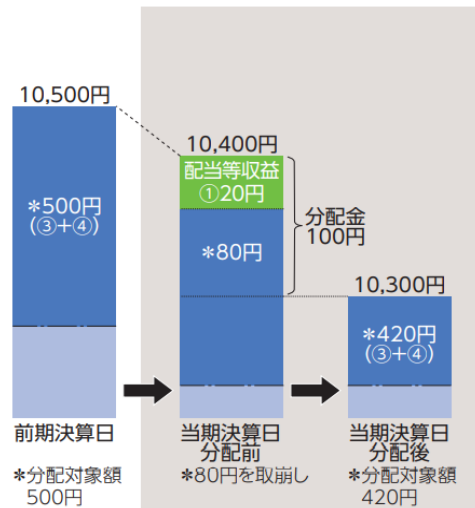 10,500円
10,400円
配当等収益
①20円
*500円
(③+④)
*80円
分配金
100円
10,300円
*420円
(③+④)
前期決算日
当期決算日
分配前
当期決算日
分配後
*分配対象額
500円
*80円を取崩し
*分配対象額
420円